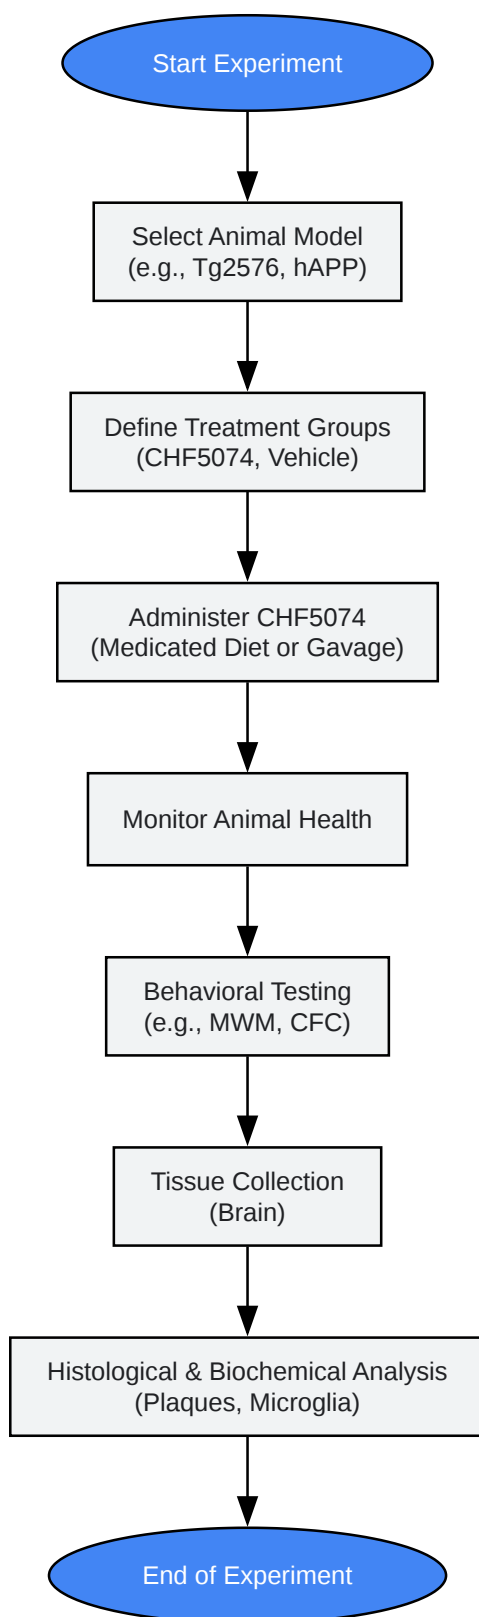 Start Experiment
Select Animal Model
(e.g., Tg2576, hAPP)
Define Treatment Groups
(CHF5074, Vehicle)
Administer CHF5074
(Medicated Diet or Gavage)
Monitor Animal Health
Behavioral Testing
(e.g., MWM, CFC)
Tissue Collection
(Brain)
Histological & Biochemical Analysis
(Plaques, Microglia)
End of Experiment